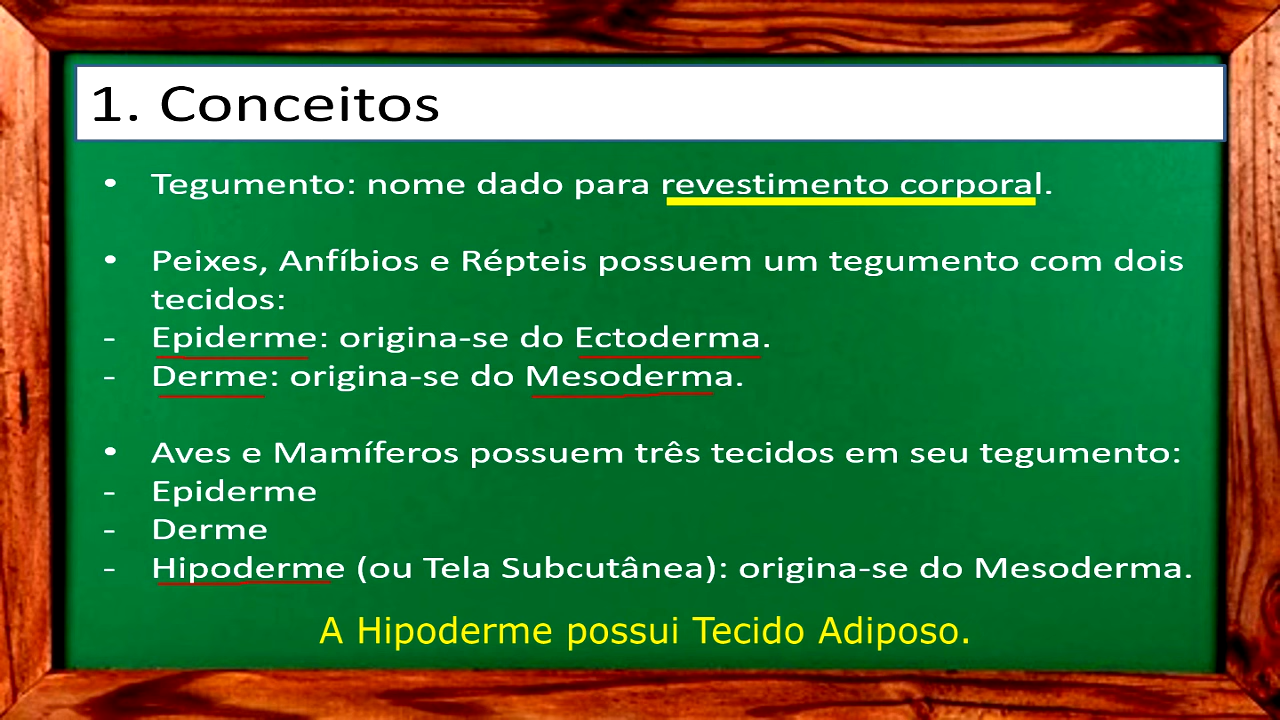 1. Conceitos
• Tegumento: nome dado para revestimento corporal.
• Peixes, Anfíbios e Répteis possuem um tegumento com dois
tecidos:
- Epiderme: origina-se do Ectoderma.
- Derme: origina-se do Mesoderma.
• Aves e Mamíferos possuem três tecidos em seu tegumento:
- Epiderme
- Derme
- Hipoderme (ou Tela Subcutânea): origina-se do Mesoderma.
A Hipoderme possui Tecido Adiposo.